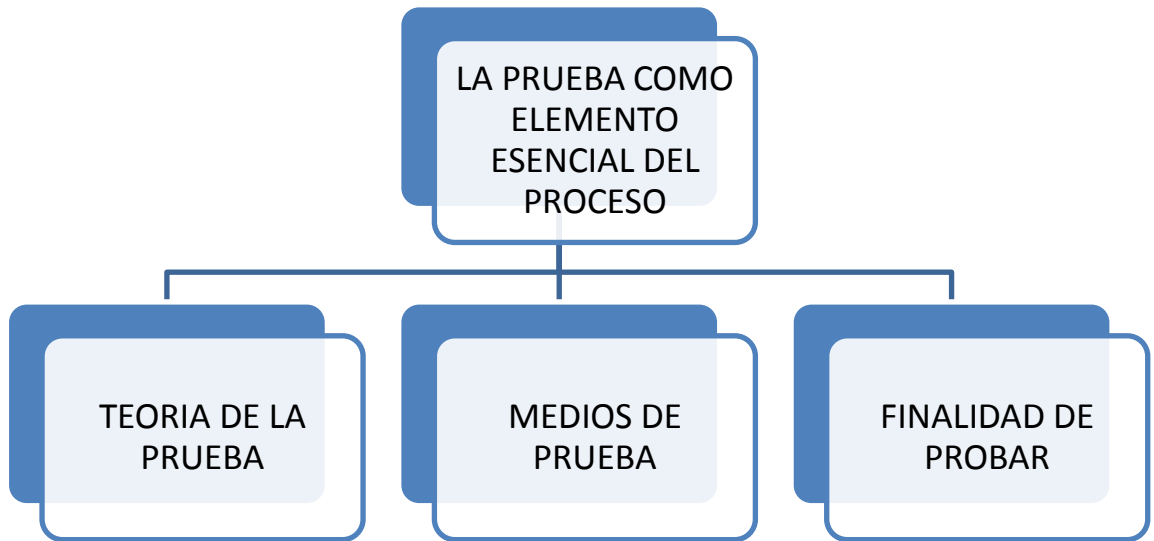 LA PRUEBA COMO
ELEMENTO
ESENCIAL DEL
PROCESO
TEORIA DE LA
PRUEBA
MEDIOS DE
PRUEBA
FINALIDAD DE
PROBAR